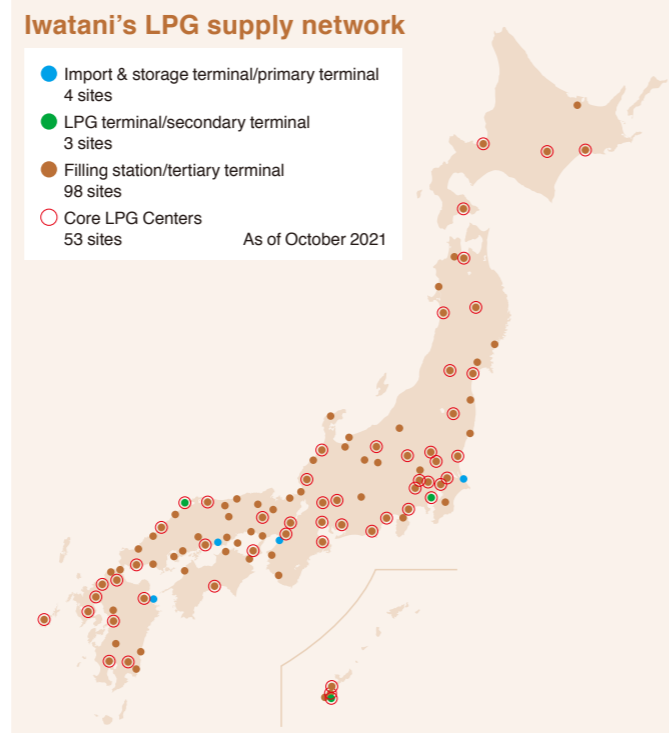 Iwatani's LPG supply network
Import & storage terminal/primary terminal
4 sites
LPG terminal/secondary terminal
3 sites
Filling station/tertiary terminal
98 sites
Core LPG Centers
53 sites As of October 2021